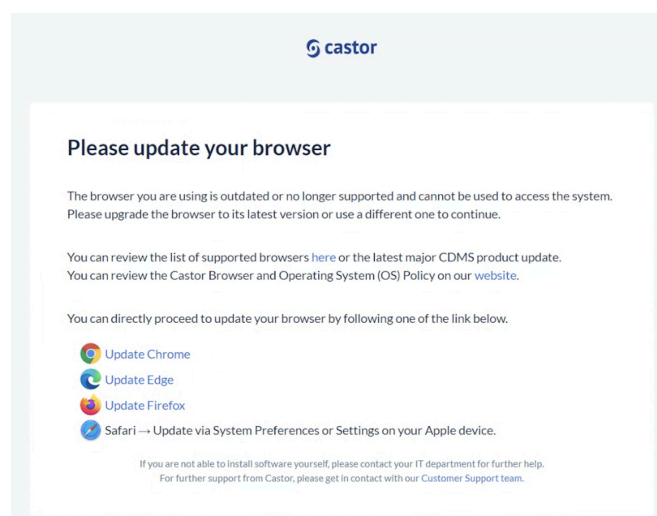 castor
Please update your browser
The browser you are using is outdated or no longer supported and cannot be used to access the system.
Please upgrade the browser to its latest version or use a different one to continue.
You can review the list of supported browsers here or the latest major CDMS product update.
You can review the Castor Browser and Operating System (OS) Policy on our website.
You can directly proceed to update your browser by following one of the link below.
Update Chrome
Update Edge
Update Firefox
Safari → Update via System Preferences or Settings on your Apple device.
If you are not able to install software yourself, please contact your IT department for further help.
For further support from Castor, please get in contact with our Customer Support team.